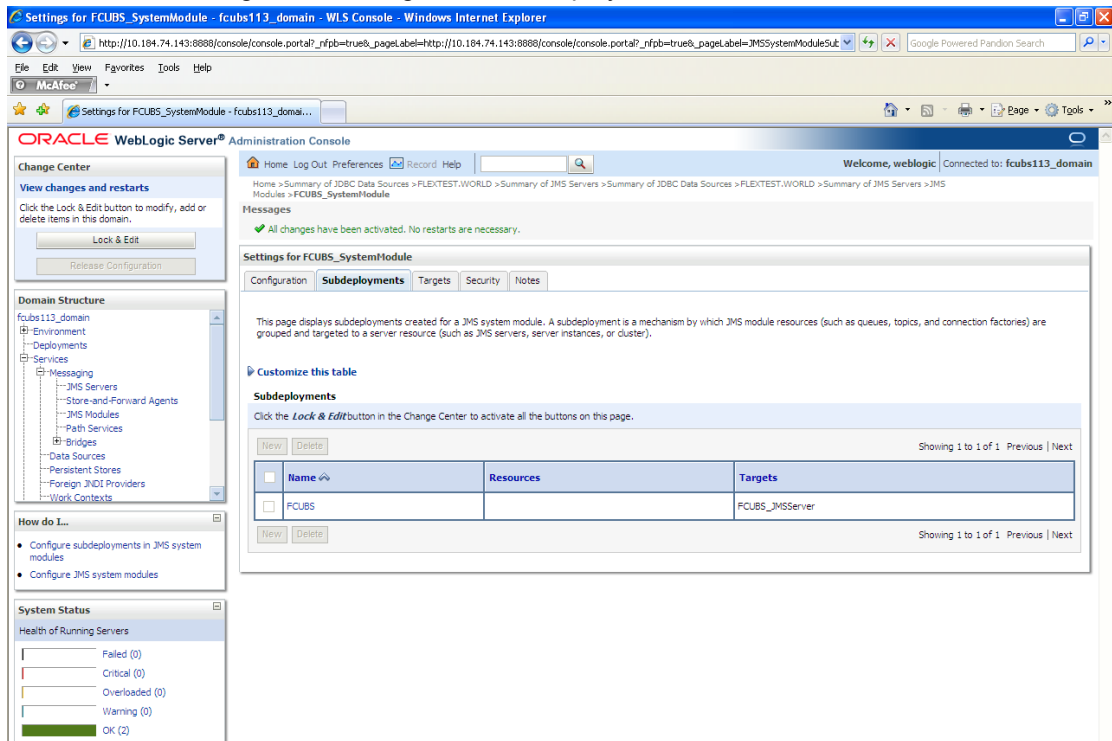 Settings for FCUBS_SystemModule - fcubs113_domain - WLS Console - Windows Internet Explorer
http://10.184.74.143:8888/console/console.portal?_nfpb=true&_pageLabel=http://10.184.74.143:8888/console/console.portal?_nfpb=true&_pageLabel=JMSSystemModuleSub
Google Powered Pandion Search
File Edit View Favorites Tools Help
McAfee
Settings for FCUBS_SystemModule - fcubs113_domai...
Page Tools
ORACLE WebLogic Server® Administration Console
Change Center
View changes and restarts
Click the Lock & Edit button to modify, add or
delete items in this domain.
Lock & Edit
Release Configuration
Domain Structure
fcubs113_domain
Environment
Deployments
Services
Messaging
JMS Servers
Store-and-Forward Agents
JMS Modules
Path Services
Bridges
Data Sources
Persistent Stores
Foreign JNDI Providers
Work Contexts
How do I...
Configure subdeployments in JMS system
modules
Configure JMS system modules
System Status
Health of Running Servers
Failed (0)
Critical (0)
Overloaded (0)
Warning (0)
OK (2)
Home Log Out Preferences Record Help
Welcome, weblogic Connected to: fcubs113_domain
Home >Summary of JDBC Data Sources >FLEXTEST.WORLD >Summary of JMS Servers >Summary of JDBC Data Sources >FLEXTEST.WORLD >Summary of JMS Servers >JMS
Modules >FCUBS_SystemModule
Messages
All changes have been activated. No restarts are necessary.
Settings for FCUBS_SystemModule
Configuration Subdeployments Targets Security Notes
This page displays subdeployments created for a JMS system module. A subdeployment is a mechanism by which JMS module resources (such as queues, topics, and connection factories) are
grouped and targeted to a server resource (such as JMS servers, server instances, or cluster).
Customize this table
Subdeployments
Click the Lock & Edit button in the Change Center to activate all the buttons on this page.
New Delete Showing 1 to 1 of 1 Previous | Next
Name Resources Targets
FCUBS FCUBS_JMSServer
New Delete Showing 1 to 1 of 1 Previous | Next